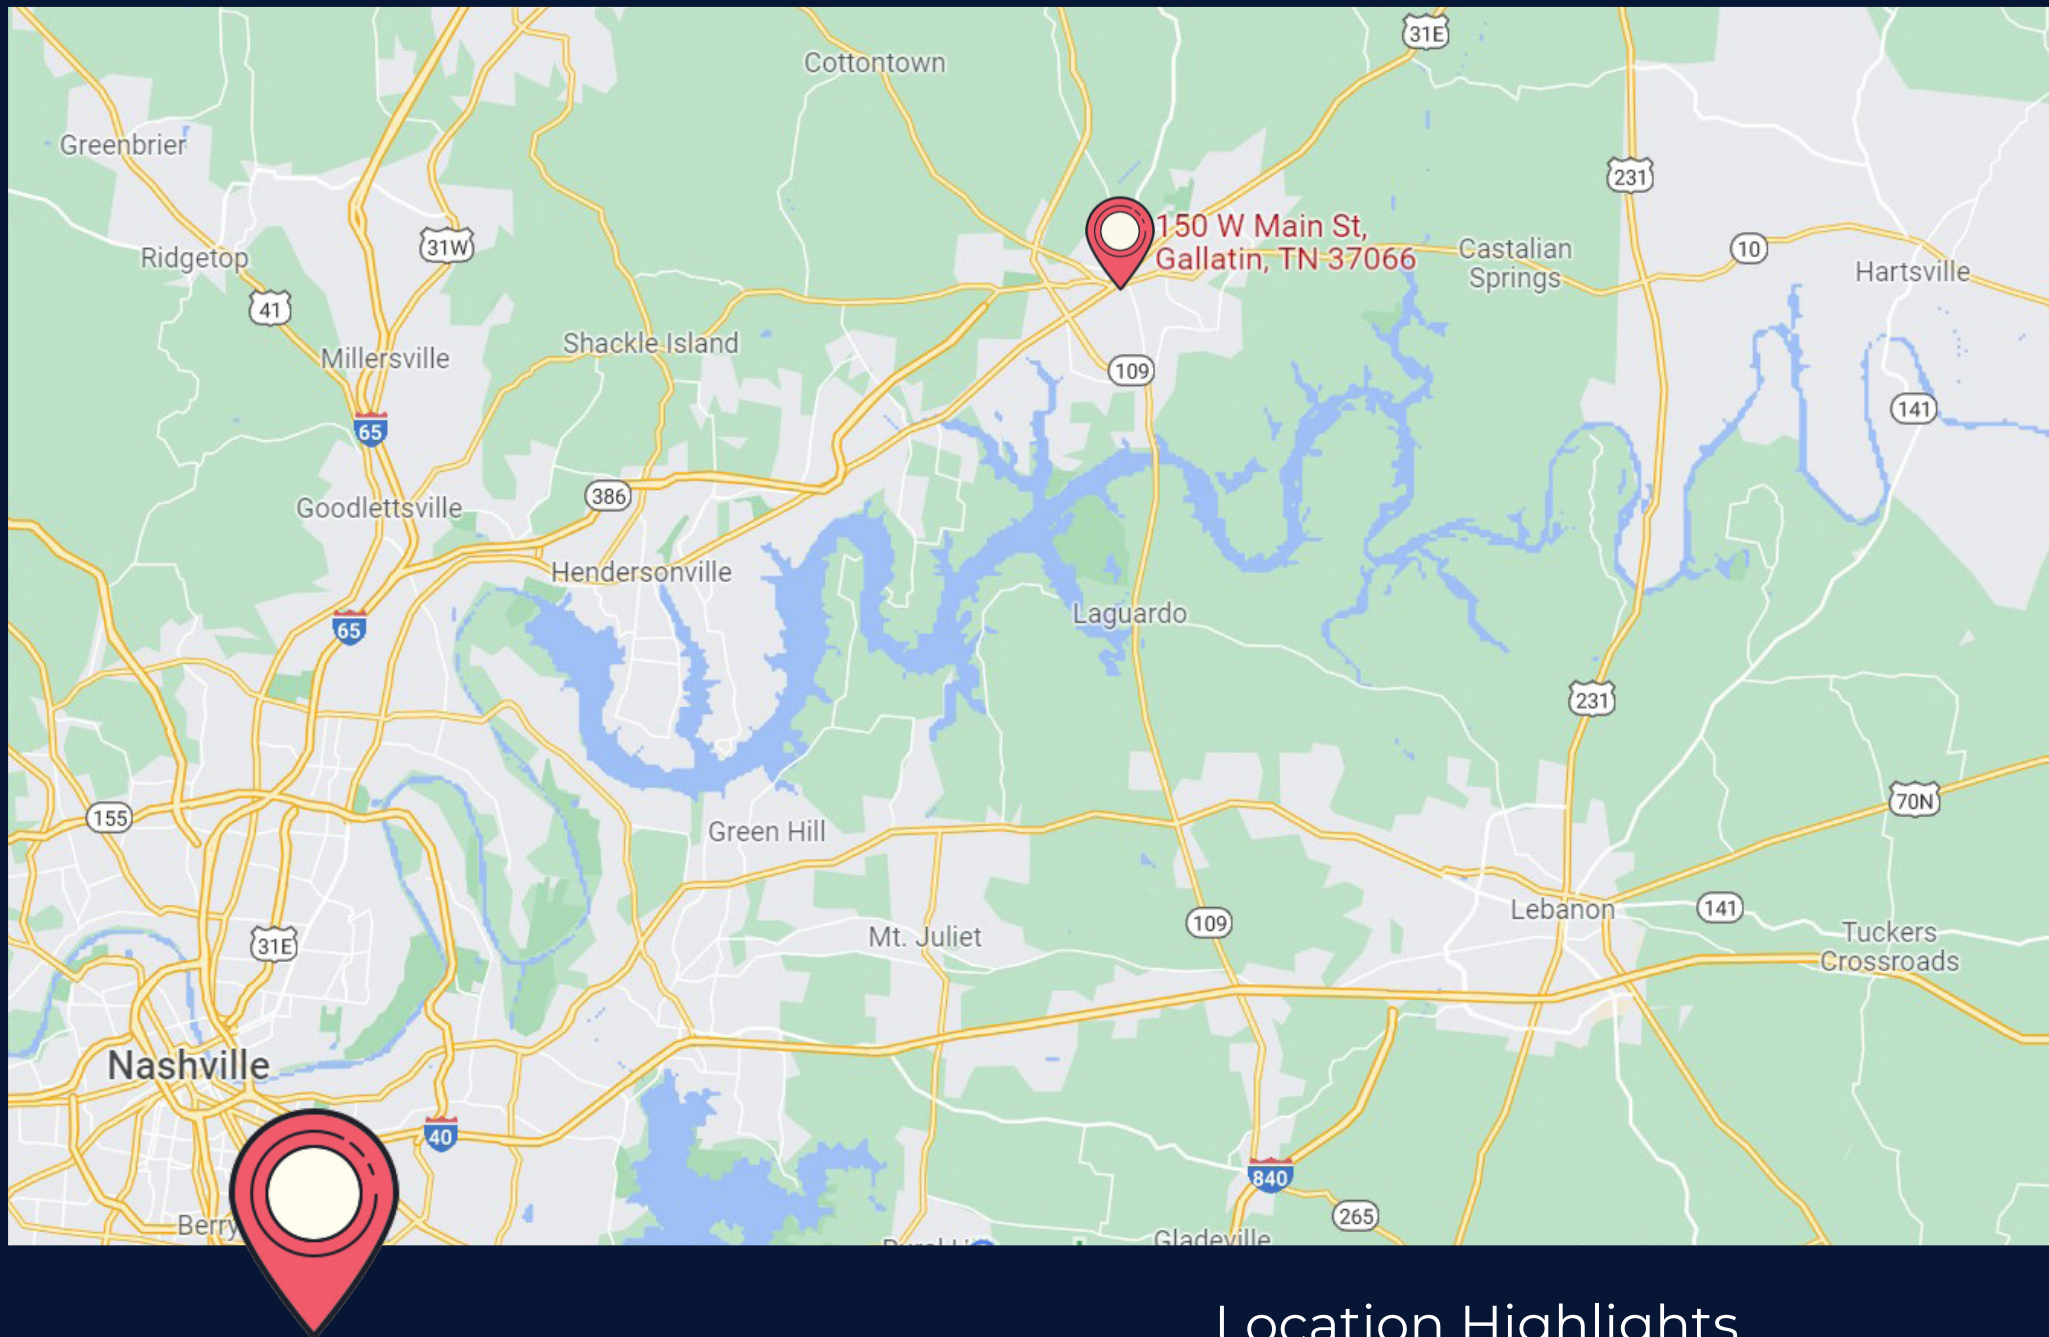 31E
Cottontown
Greenbrier
231
150 W Main St,
Gallatin, TN 37066
31W
Castalian
Springs
10
Hartsville
Ridgetop
41
Shackle Island
Millersville
109
141
65
386
Goodlettsville
Hendersonville
Laguardo
65
231
70N
155
Green Hill
Lebanon
141
109
Mt. Juliet
31E
Tuckers
Crossroads
Nashville
40
840
265
Berry
Gladeville
Location Highlights